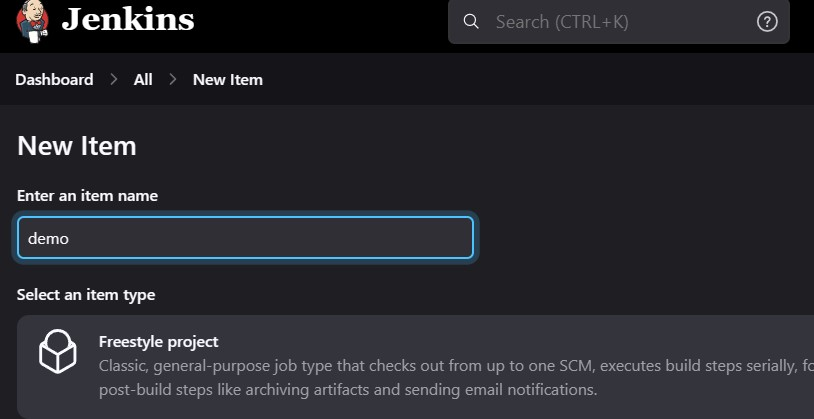 Jenkins
Search (CTRL+K)
Dashboard > All > New Item
New Item
Enter an item name
demo
Select an item type
Freestyle project
Classic, general-purpose job type that checks out from up to one SCM, executes build steps serially,
post-build steps like archiving artifacts and sending email notifications.